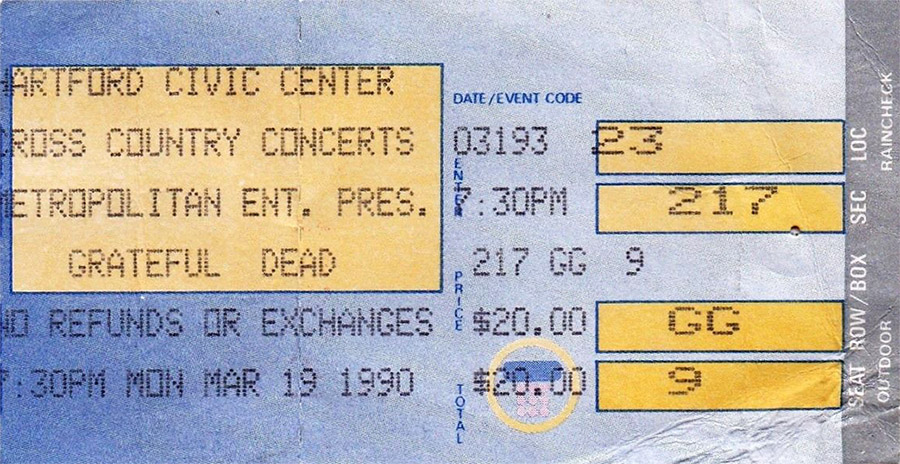 ARTFORD CIVIC CENTER
DATE/EVENT CODE
ROSS COUNTRY CONCERTS 03193 23
ENTER
ETROPOLITAN ENT. PRES. 7:30PM 217
GRATEFUL DEAD 217 GG 9
PRICE
NO REFUNDS OR EXCHANGES $20.00 GG
7:30PM MON MAR 19 1990 $20.00 9
TOTAL
LOC
SEC
ROW/BOX
SEAT
RAINCHECK
OUTDOOR